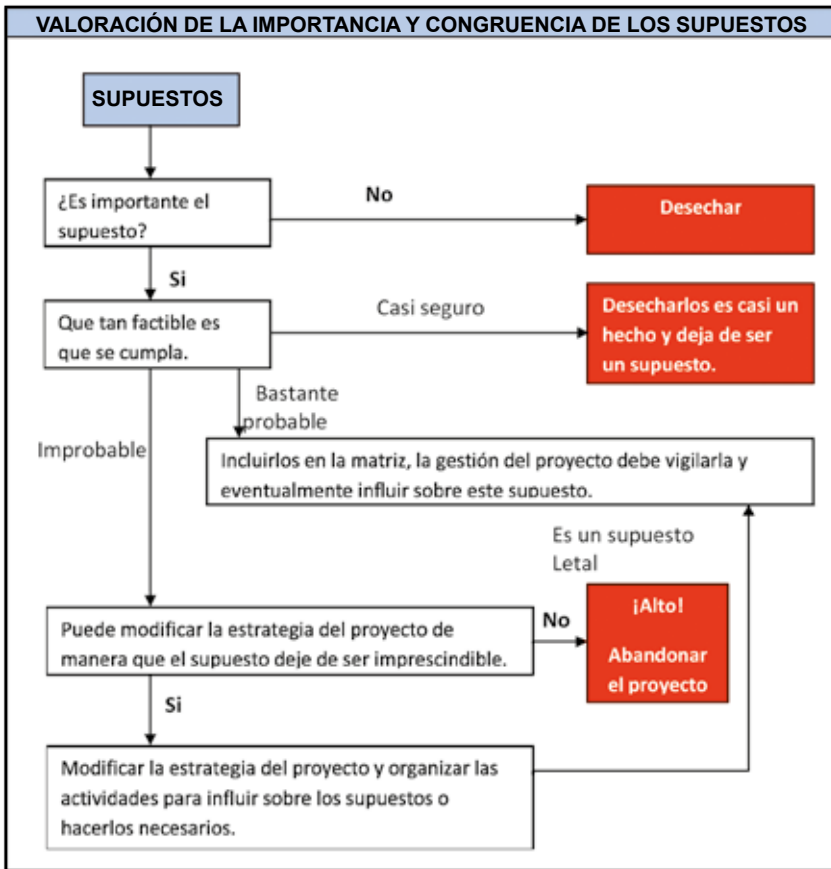 VALORACIÓN DE LA IMPORTANCIA Y CONGRUENCIA DE LOS SUPUESTOS
SUPUESTOS
¿Es importante el
supuesto?
No
Desechar
Si
Que tan factible es
que se cumpla.
Casi seguro
Desecharlos es casi un
hecho y deja de ser
un supuesto.
Bastante
probable
Improbable
Incluirlos en la matriz, la gestión del proyecto debe vigilarla y
eventualmente influir sobre este supuesto.
Es un supuesto
Letal
Puede modificar la estrategia del proyecto de
manera que el supuesto deje de ser imprescindible.
No
¡Alto!
Abandonar
el proyecto
Si
Modificar la estrategia del proyecto y organizar las
actividades para influir sobre los supuestos o
hacerlos necesarios.